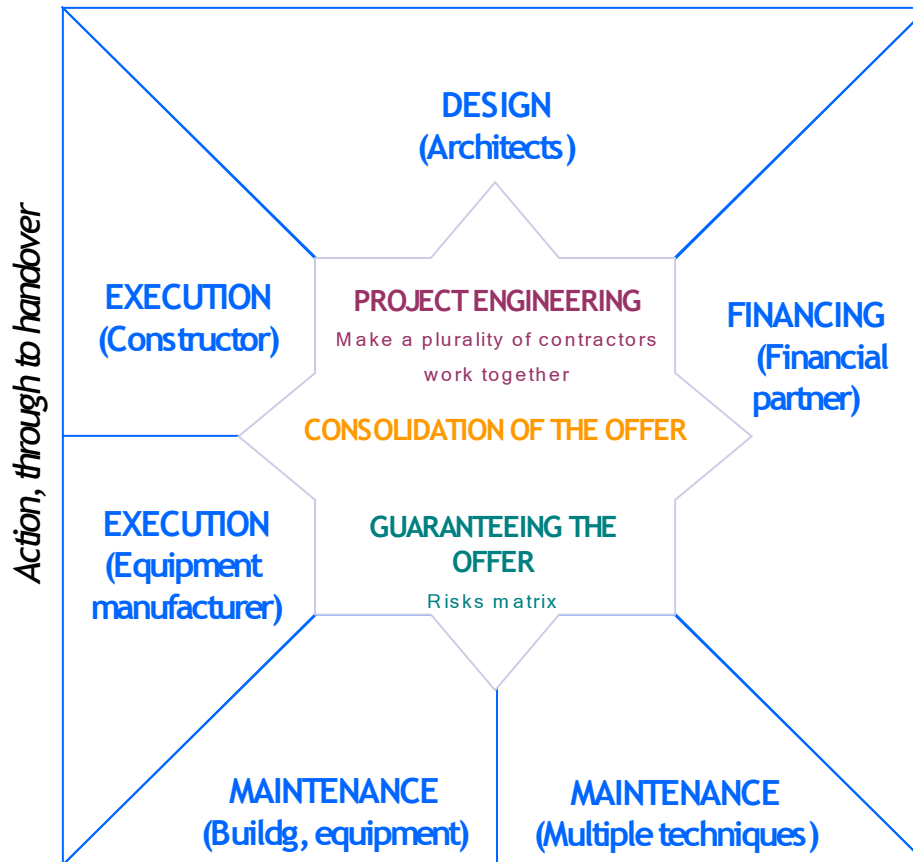 Action, through to handover
DESIGN
(Architects)
EXECUTION
(Constructor)
PROJECT ENGINEERING
Make a plurality of contractors
work together
FINANCING
(Financial
partner)
CONSOLIDATION OF THE OFFER
EXECUTION
(Equipment
manufacturer)
GUARANTEEING THE
OFFER
Risks matrix
MAINTENANCE
(Buildg, equipment)
MAINTENANCE
(Multiple techniques)